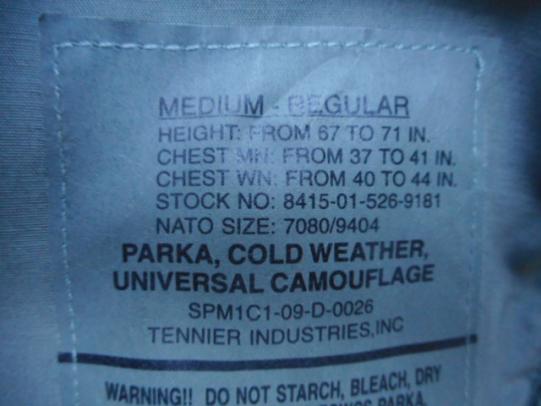 MEDIUM - REGULAR
HEIGHT: FROM 67 TO 71 IN.
CHEST MN: FROM 37 TO 41 IN.
CHEST WN: FROM 40 TO 44 IN.
STOCK NO: 8415-01-526-9181
NATO SIZE: 7080/9404
PARKA, COLD WEATHER,
UNIVERSAL CAMOUFLAGE
SPM1C1-09-D-0026
TENNIER INDUSTRIES,INC
WARNING!! DO NOT STARCH, BLEACH, DRY
PARKA.